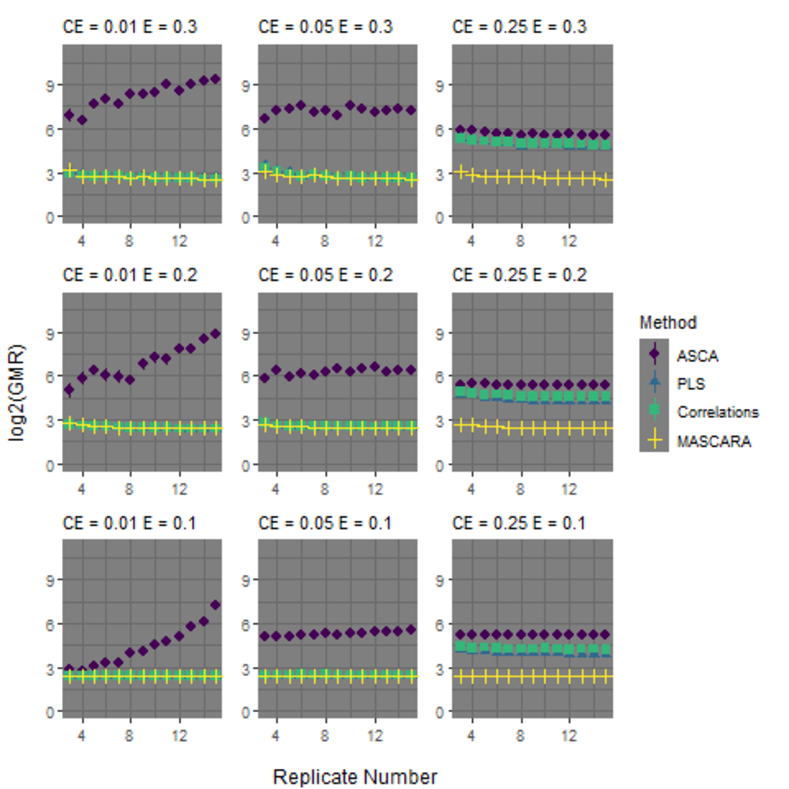 CE = 0.01 E = 0.3
CE = 0.05 E = 0.3
CE = 0.25 E = 0.3
9
6
3
0
9
6
3
0
9
6
3
0
4 8 12
4 8 12
4 8 12
CE = 0.01 E = 0.2
CE = 0.05 E = 0.2
CE = 0.25 E = 0.2
9
6
3
0
9
6
3
0
9
6
3
0
4 8 12
4 8 12
4 8 12
CE = 0.01 E = 0.1
CE = 0.05 E = 0.1
CE = 0.25 E = 0.1
9
6
3
0
9
6
3
0
9
6
3
0
4 8 12
4 8 12
4 8 12
log2(GMR)
Replicate Number
Method
ASCA
PLS
Correlations
MASCARA